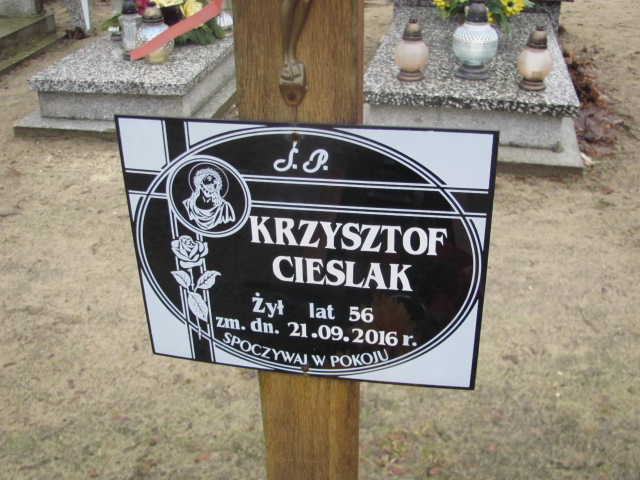 Ś. P.
KRZYSZTOF
CIESLAK
Żył lat 56
zm. dn. 21.09.2016 r.
SPOCZYWAJ W POKOJU